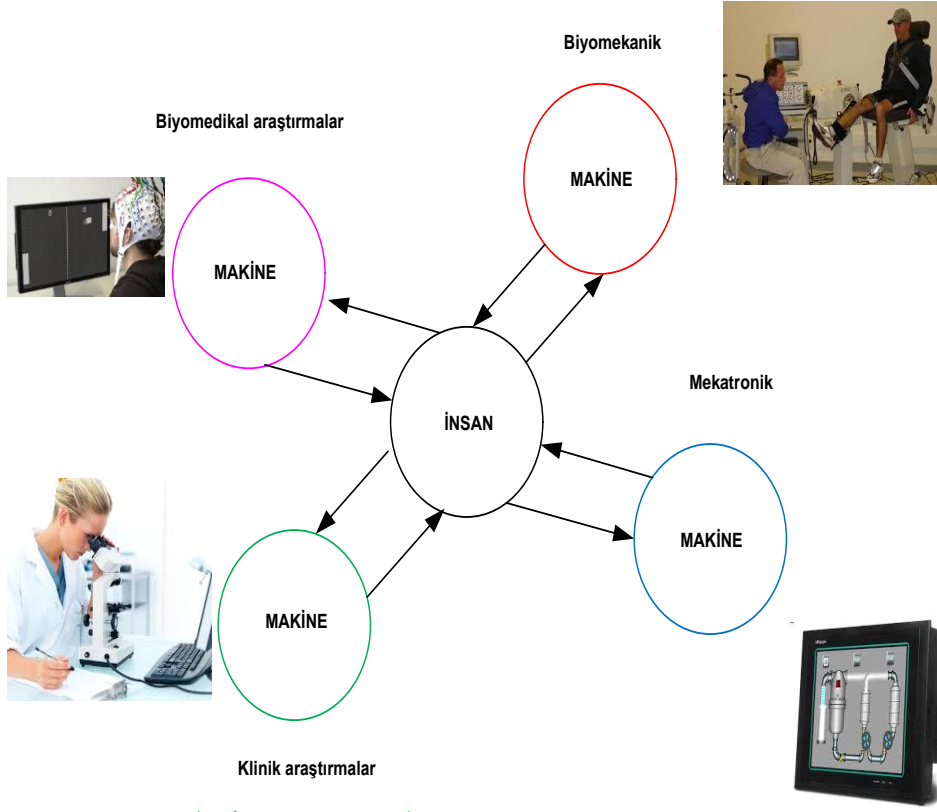 Biyomekanik
Biyomedikal araştırmalar
MAKİNE
MAKİNE
Mekatronik
İNSAN
MAKİNE
MAKİNE
Klinik araştırmalar